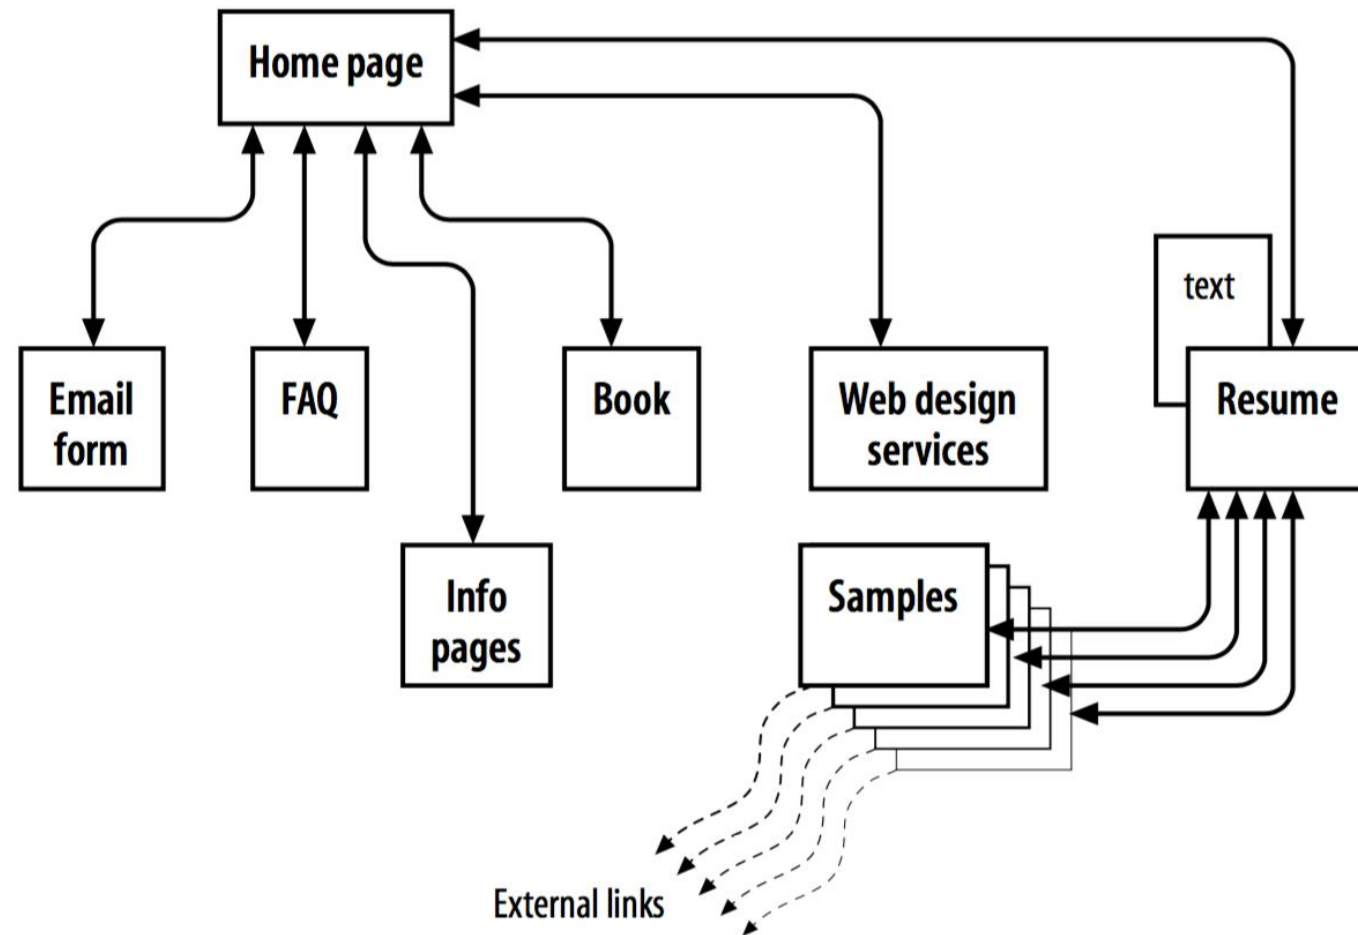 Home page
text
Email
form
FAQ
Book
Web design
services
Resume
Info
pages
Samples
External links